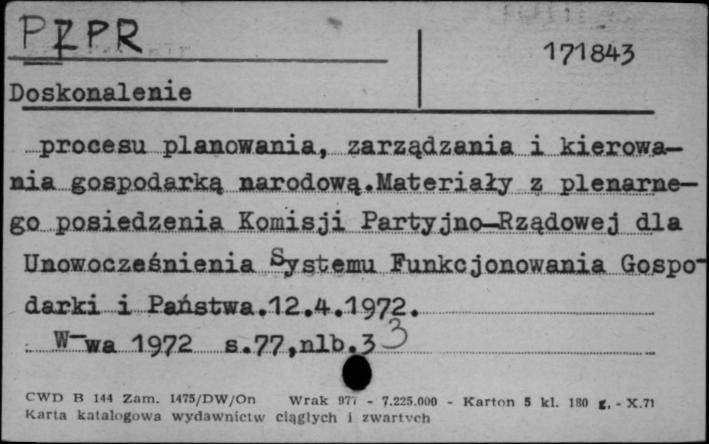 PZPR
171843
Doskonalenie
procesu planowania, zarządzania i kierowa-
nia gospodarką narodową.Materiały z plenarne-
go posiedzenia Komisji Partyjno-Rządowej dla
Unowocześnienia Systemu Funkcjonowania Gospo-
darki i Państwa.12.4.1972.
W-wa 1972 s.77,nlb.3 3
CWD B 144 Zam. 1475/DW/On Wrak 977 - 7.225.000 - Karton 5 kl. 180 g. - X.71
Karta katalogowa wydawnictw ciągłych i zwartych